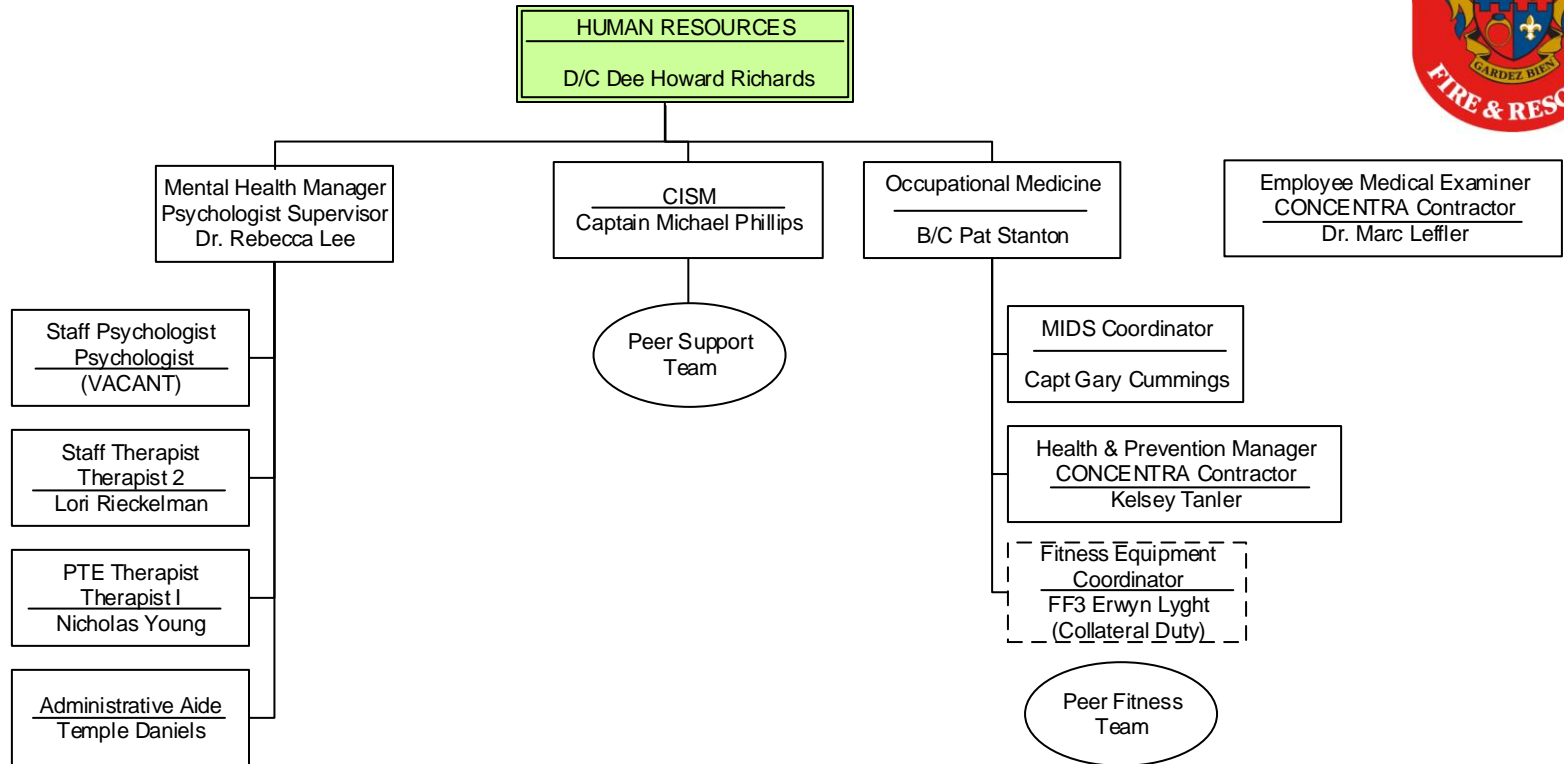 HUMAN RESOURCES
D/C Dee Howard Richards
GARDEZ BIEN
FIRE & RESC
Mental Health Manager
Psychologist Supervisor
Dr. Rebecca Lee
CISM
Captain Michael Phillips
Occupational Medicine
B/C Pat Stanton
Employee Medical Examiner
CONCENTRA Contractor
Dr. Marc Leffler
Staff Psychologist
Psychologist
(VACANT)
Staff Therapist
Therapist 2
Lori Rieckelman
PTE Therapist
Therapist I
Nicholas Young
Administrative Aide
Temple Daniels
Peer Support
Team
MIDS Coordinator
Capt Gary Cummings
Health & Prevention Manager
CONCENTRA Contractor
Kelsey Tanler
Fitness Equipment
Coordinator
FF3 Erwyn Lyght
(Collateral Duty)
Peer Fitness
Team